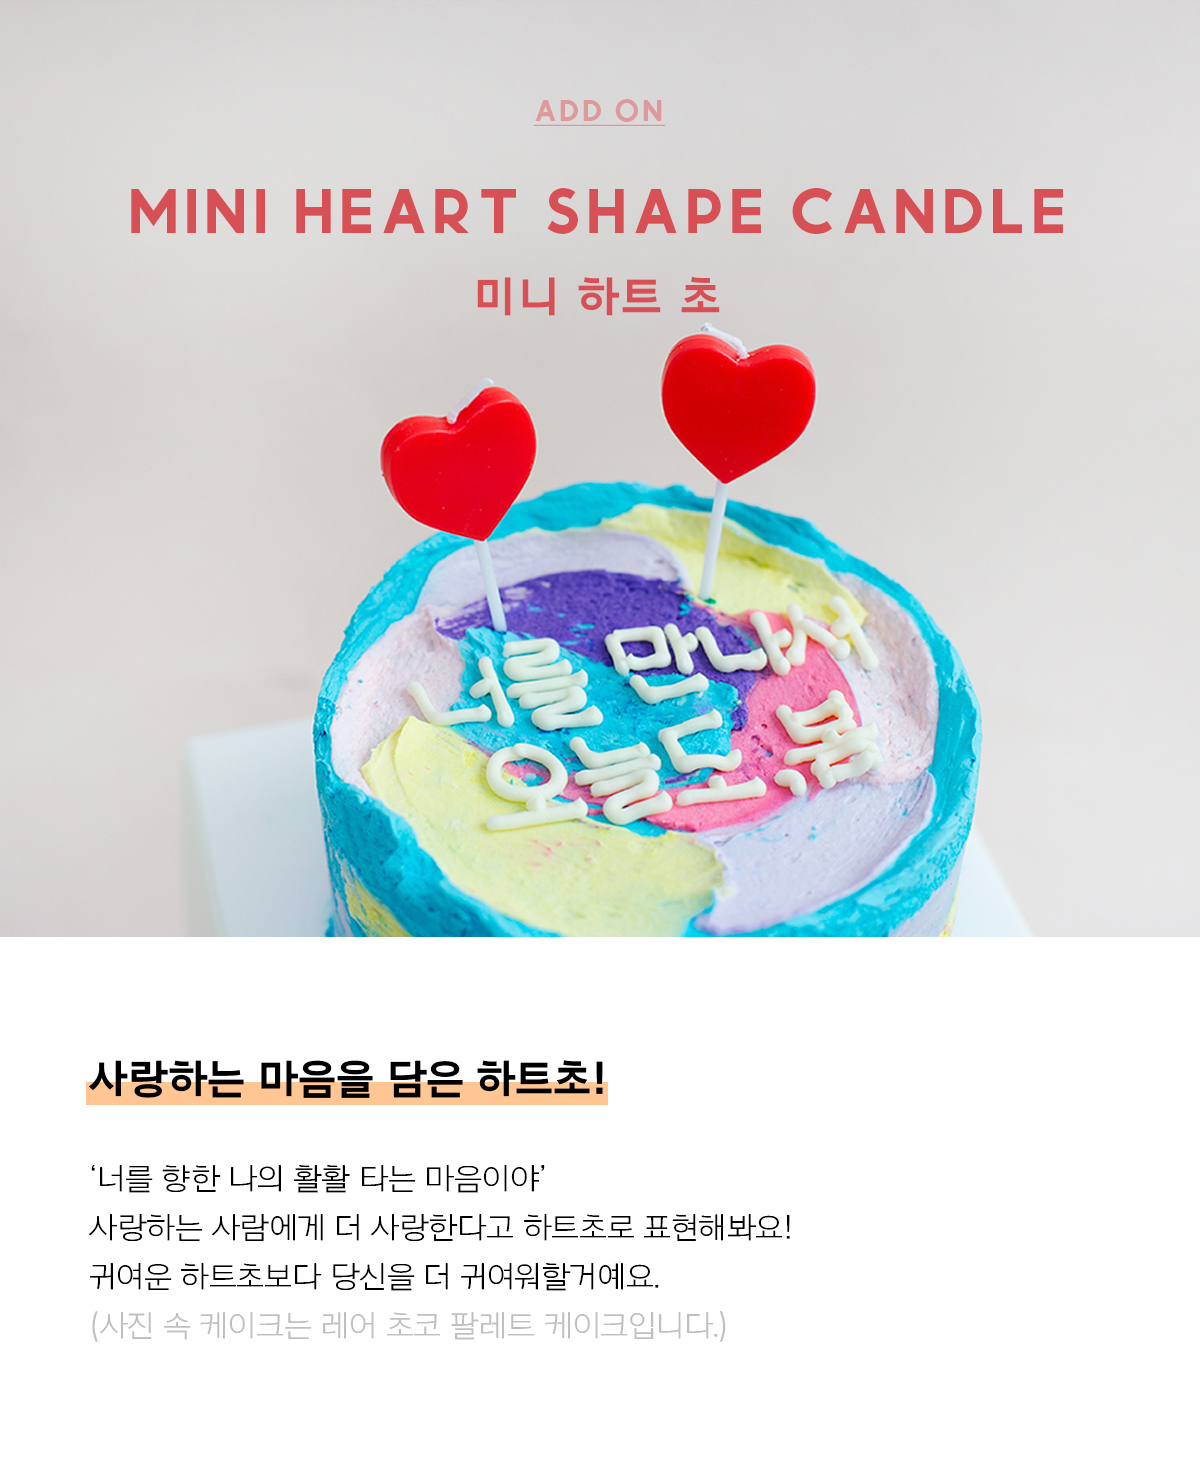 ADD ON
MINI HEART SHAPE CANDLE
미니 하트 초
너를 만나서
오늘도
사랑하는 마음을 담은 하트초!
‘너를 향한 나의 활활 타는 마음이야’
사랑하는 사람에게 더 사랑한다고 하트초로 표현해봐요!
귀여운 하트초보다 당신을 더 귀여워할거예요.
(사진 속 케이크는 레어 초코 팔레트 케이크입니다.)